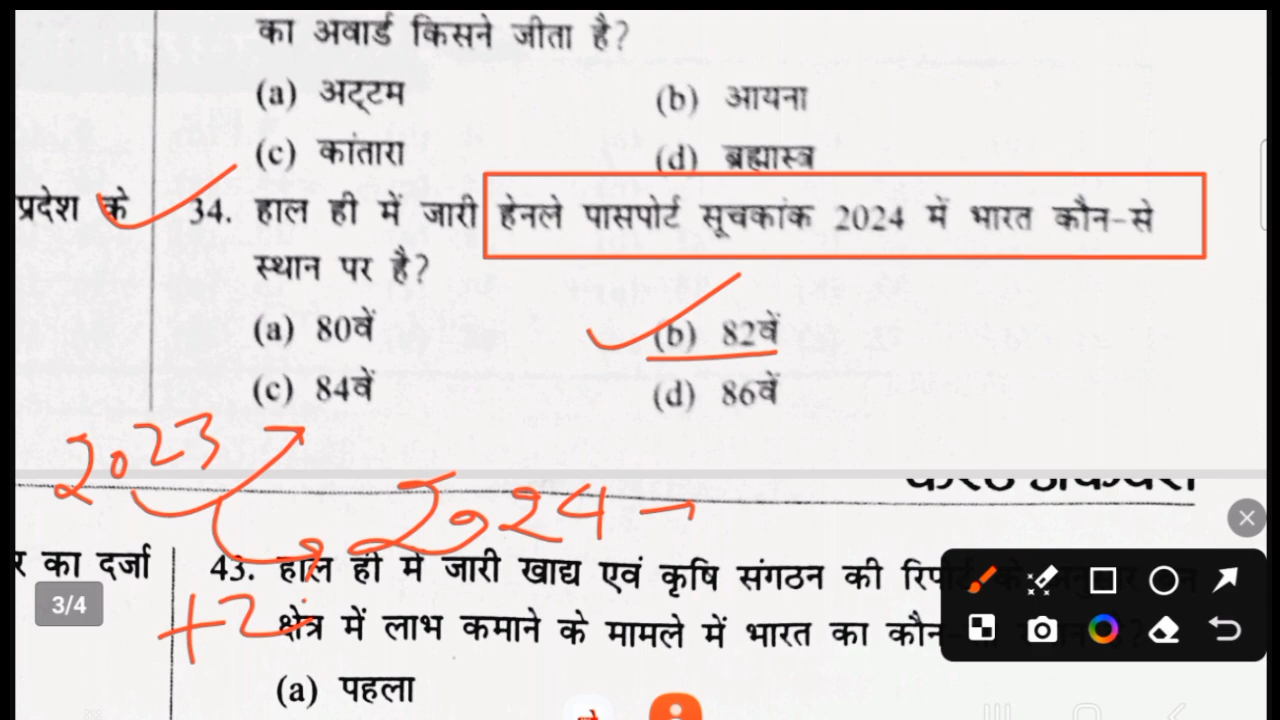 का अवार्ड किसने जीता है?
(a) अट्टम (b) आयना
(c) कांतारा (d) ब्रह्मास्त्र
प्रदेश के
34. हाल ही में जारी हेनले पासपोर्ट सूचकांक 2024 में भारत कौन-से
स्थान पर है?
(a) 80वें (b) 82वें
(c) 84वें (d) 86वें
2023
2024
+2
र का दर्जा
43. हाल ही में जारी खाद्य एवं कृषि संगठन की
क्षेत्र में लाभ कमाने के मामले में भारत का
(a) पहला
3/4